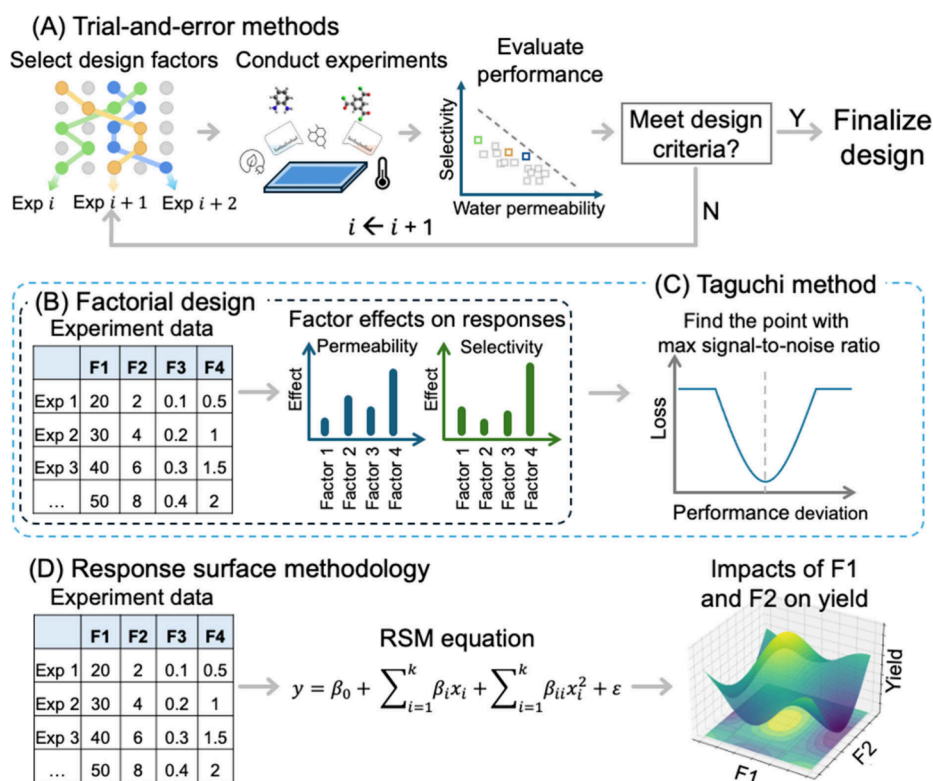 (A) Trial-and-error methods
Select design factors
Conduct experiments
Evaluate
performance
Selectivity
Water permeability
Meet design
criteria?
Y
Finalize
design
N
Exp i
Exp i + 1
Exp i + 2
i ← i + 1
(B) Factorial design
Experiment data
F1 F2 F3 F4
Exp 1 20 2 0.1 0.5
Exp 2 30 4 0.2 1
Exp 3 40 6 0.3 1.5
... 50 8 0.4 2
Factor effects on responses
Permeability
Effect
Factor 1
Factor 2
Factor 3
Factor 4
Selectivity
Effect
Factor 1
Factor 2
Factor 3
Factor 4
(C) Taguchi method
Find the point with
max signal-to-noise ratio
Loss
Performance deviation
(D) Response surface methodology
Experiment data
F1 F2 F3 F4
Exp 1 20 2 0.1 0.5
Exp 2 30 4 0.2 1
Exp 3 40 6 0.3 1.5
... 50 8 0.4 2
RSM equation
y = β₀ + ∑ᵢ₌₁ᵏ βᵢxᵢ + ∑ᵢ₌₁ᵏ βᵢᵢxᵢ² + ε
Impacts of F1
and F2 on yield
Yield
F1
F2